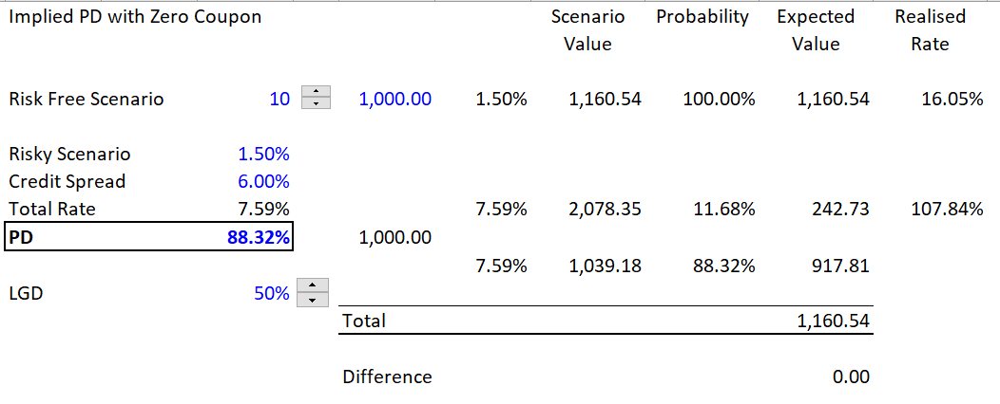 Implied PD with Zero Coupon Scenario Probability Expected Realised
Value Value Rate
Risk Free Scenario 10 1,000.00 1.50% 1,160.54 100.00% 1,160.54 16.05%
Risky Scenario 1.50%
Credit Spread 6.00%
Total Rate 7.59% 7.59% 2,078.35 11.68% 242.73 107.84%
PD 88.32% 1,000.00
7.59% 1,039.18 88.32% 917.81
LGD 50%
Total 1,160.54
Difference 0.00